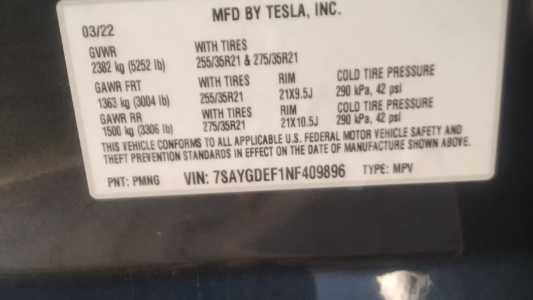 MFD BY TESLA, INC.
03/22
GVWR WITH TIRES
2382 kg (5252 lb) 255/35R21 & 275/35R21
GAWR FRT WITH TIRES RIM COLD TIRE PRESSURE
1363 kg (3004 lb) 255/35R21 21X9.5J 290 kPa, 42 psi
GAWR RR WITH TIRES RIM COLD TIRE PRESSURE
1500 kg (3306 lb) 275/35R21 21X10.5J 290 kPa, 42 psi
THIS VEHICLE CONFORMS TO ALL APPLICABLE U.S. FEDERAL MOTOR VEHICLE SAFETY AND
THEFT PREVENTION STANDARDS IN EFFECT ON THE DATE OF MANUFACTURE SHOWN ABOVE.
PNT: PMNG VIN: 7SAYGDEF1NF409896 TYPE: MPV